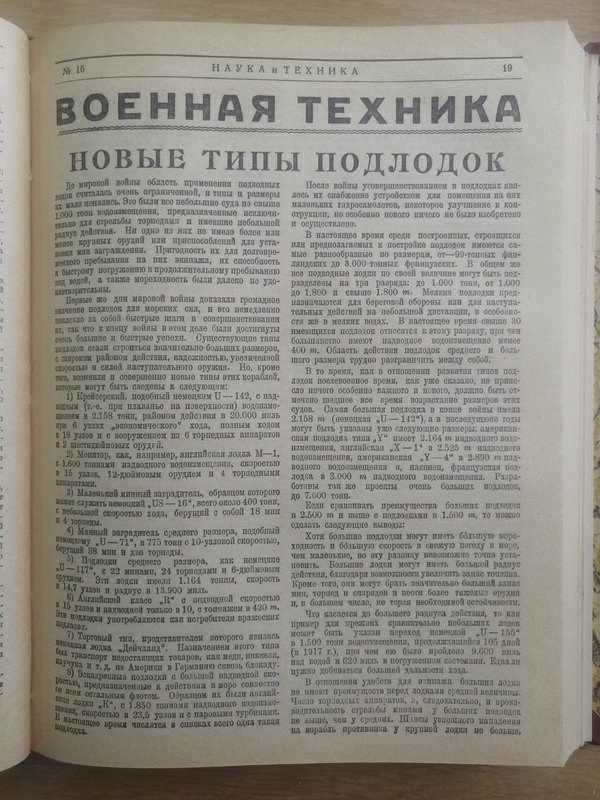 № 16
НАУКА и ТЕХНИКА
19
ВОЕННАЯ ТЕХНИКА
НОВЫЕ ТИПЫ ПОДЛОДОК
До мировой войны область применения подводных
лодок считалась очень ограниченной, и типы и размеры
их мало менялись. Это были все небольшие суда не свыше
1.000 тонн водоизмещения, предназначенные исключи-
тельно для стрельбы торпедами и имевшие небольшой
радиус действия. Ни одно из них не имело более или
менее крупных орудий или приспособлений для уста-
новки мин заграждения. Пригодность их для долговре-
менного пребывания на них экипажа, их способность
к быстрому погружению и продолжительному пребыванию
под водой, а также мореходность были далеко не удо-
влетворительны.
Первые же дни мировой войны доказали громадное
значение подлодок для морских сил, и это немедленно
повлекло за собой быстрые шаги в совершенствовании
их, так что к концу войны в этом деле были достигнуты
очень большие и быстрые успехи. Существующие типы
подлодок стали строиться значительно больших размеров,
с широким районом действия, надежностью, увеличенной
скоростью и силой наступательного оружия. Но, кроме
того, возникли и совершенно новые типы этих кораблей,
которые могут быть сведены к следующим:
1) Крейсерский, подобный немецким U — 142, с над-
водным (т.-е. при плаванье на поверхности) водоизме-
щением в 2.158 тонн, районом действия в 20.000 миль
при 6 узлах «экономического» хода, полным ходом
в 18 узлов и с вооружением из 6 торпедных аппаратов
и 2 шестидюймовых орудий.
2) Монитор, как, например, английская лодка М—1,
с 1.600 тоннами надводного водоизмещения, скоростью
в 15 узлов, 12-дюймовым орудием и 4 торпедными
аппаратами.
3) Маленький минный заградитель, образцом которого
может служить немецкий „US — 16“, всего около 400 тонн,
с небольшой скоростью хода, берущий с собой 18 мин
и 4 торпеды.
4) Минный заградитель среднего размера, подобный
немецкому „U — 71“, в 775 тонн с 10-узловой скоростью,
берущий 38 мин и две торпеды.
5) Подлодки среднего размера, как немецкие
„U — 117“, с 22 минами, 24 торпедами и 6-дюймовым
орудием. Эти лодки имели 1.164 тонны, скорость
в 14,7 узлов и радиус в 13.900 миль.
6) Английский класс „R“ с подводной скоростью
в 15 узлов и надводной только в 10, с тоннажем в 420 т.
Эти подлодки употребляются как истребители вражеских
подлодок.
7) Торговый тип, представителем которого явилась
немецкая лодка „Дейчланд“. Назначением этого типа
был транспорт недостающих товаров, как меди, никеля,
каучука и т. д. из Америки в Германию сквозь блокаду.
8) Эскадренные подлодки с большой надводной ско-
ростью, предназначенные к действиям в море совместно
со всем остальным флотом. Образцом их были англий-
ские лодки „К“, с 1.850 тоннами надводного водоизме-
щения, скоростью в 23,5 узлов и с паровыми турбинами.
В настоящее время числится в списках всего одна такая
подлодка.
После войны усовершенствованием в подлодках яви-
лось их снабжение устройством для помещения на них
маленьких гидросамолетов, некоторое улучшение в кон-
струкции, но особенно нового ничего не было изобретено
и осуществлено.
В настоящее время среди построенных, строящихся
или предполагаемых к постройке подлодок имеются са-
мые разнообразные по размерам, от—99-тонных фин-
ляндских до 3.000-тонных французских. В общем же
все подводные лодки по своей величине могут быть под-
разделены на три разряда: до 1.000 тонн, от 1.000
до 1.800 и свыше 1.800 т. Мелкие подлодки пред-
назначаются для береговой обороны или для наступа-
тельных действий на небольшой дистанции, в особенно-
сти же в мелких водах. В настоящее время свыше 30
имеющихся подлодок относятся к этому разряду, при чем
большинство имеют надводное водоизмещение менее
400 т. Область действия подлодок среднего и боль-
шого размера трудно разграничить между собой.
В то время, как в отношении развития типов под-
лодок послевоенное время, как уже сказано, не прине-
сло ничего особенно важного и нового, должно быть от-
мечено шедшее все время возрастание размеров этих
судов. Самая большая подлодка в конце войны имела
2.158 т (немецкая „U — 142“), а в последующие годы
могут быть указаны уже следующие размеры: американ-
ская подлодка типа „Y“ имеет 2.164 т надводного водо-
измещения, английская „Х — 1“ в 2.525 т надводного
водоизмещения, американская „Y — 4“ в 2.890 т над-
водного водоизмещения и, наконец, французская под-
лодка в 3.000 т надводного водоизмещения. Разра-
ботаны так же проекты очень больших подлодок,
до 7.000 тонн.
Если сравнивать преимущества больших подлодок
в 2.500 т и выше с подлодками в 1.500 т, то можно
сделать следующие выводы:
Хотя большие подлодки могут иметь большую море-
ходность и большую скорость в свежую погоду в море,
чем маленькие, но эту разницу невозможно точно уста-
новить. Большие лодки могут иметь больший радиус
действия, благодаря возможности увеличить запас топлива.
Кроме того, они могут брать значительно больший запас
мин, торпед и снарядов и нести более тяжелые орудия
и, в большем числе, не теряя необходимой остойчивости.
Что касается до большего радиуса действия, то как
пример для прежних сравнительно небольших лодок
может быть указан переход немецкой „U — 155“
в 1.500 тонн водоизмещения, продолжавшийся 105 дней
(в 1917 г.), при чем ею было пройдено 9.600 миль
над водой и 620 миль в погруженном состоянии. Едва ли
нужно добиваться большей дальности хода.
В отношении удобств для экипажа большие лодки
не имеют преимуществ перед лодками средней величины.
Число торпедных аппаратов, а, следовательно, и произ-
водительность стрельбы минами у больших подлодок
не выше, чем у средних. Шансы успешного нападения
на корабль противника у крупной лодки не больше,